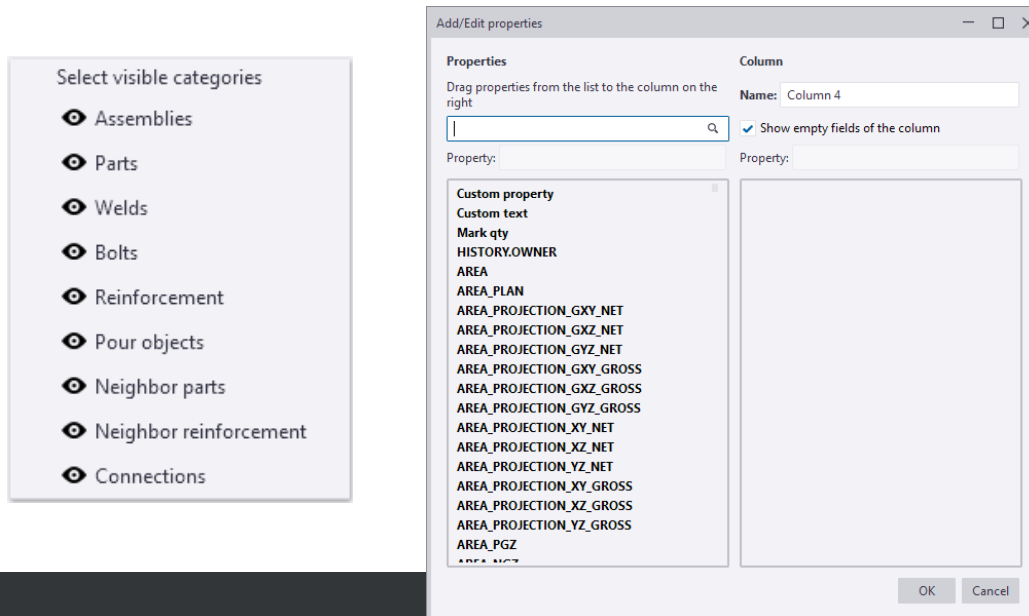 Select visible categories
Assemblies
Parts
Welds
Bolts
Reinforcement
Pour objects
Neighbor parts
Neighbor reinforcement
Connections
Add/Edit properties
Properties
Drag properties from the list to the column on the
right
Property:
Custom property
Custom text
Mark qty
HISTORY.OWNER
AREA
AREA_PLAN
AREA_PROJECTION_GXY_NET
AREA_PROJECTION_GXZ_NET
AREA_PROJECTION_GYZ_NET
AREA_PROJECTION_GXY_GROSS
AREA_PROJECTION_GXZ_GROSS
AREA_PROJECTION_GYZ_GROSS
AREA_PROJECTION_XY_NET
AREA_PROJECTION_XZ_NET
AREA_PROJECTION_YZ_NET
AREA_PROJECTION_XY_GROSS
AREA_PROJECTION_XZ_GROSS
AREA_PROJECTION_YZ_GROSS
AREA_PGZ
Column
Name: Column 4
Show empty fields of the column
Property:
OK Cancel